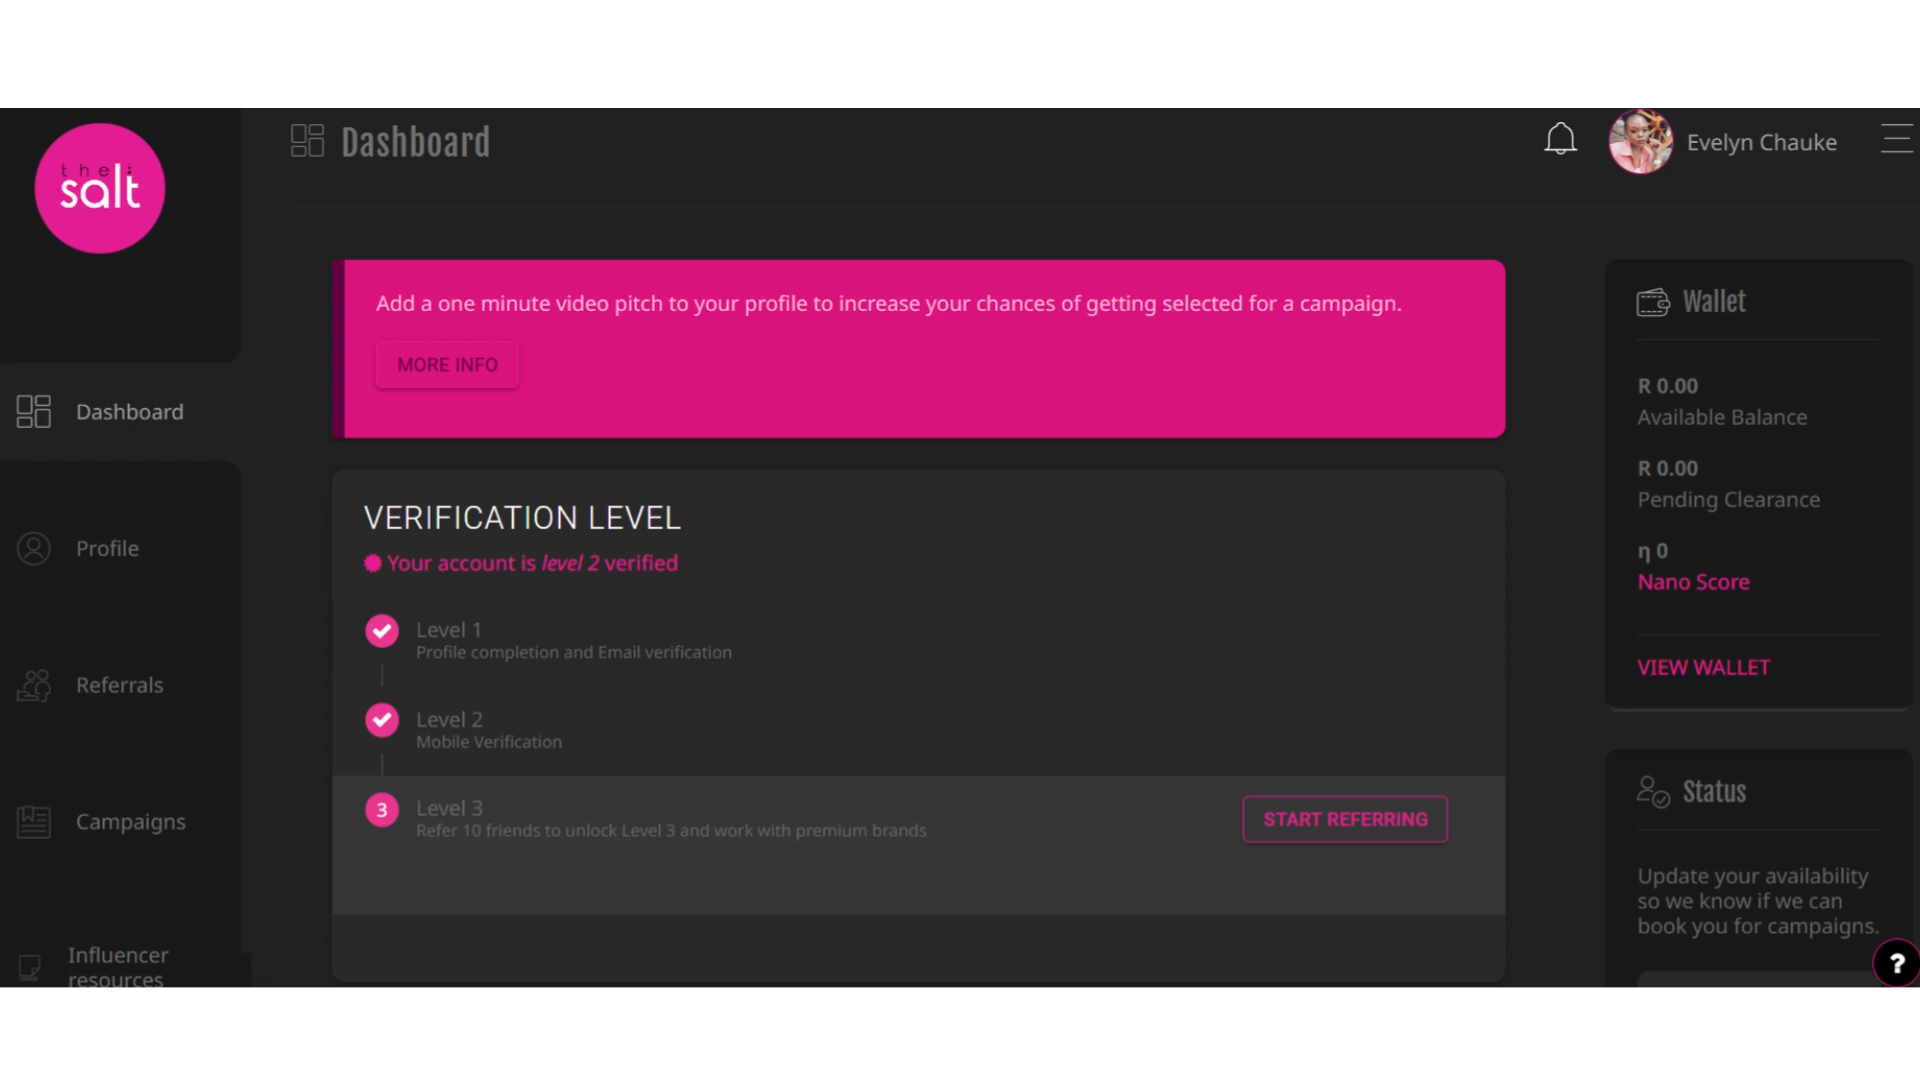 the
salt
Dashboard
Evelyn Chauke
Add a one minute video pitch to your profile to increase your chances of getting selected for a campaign.
MORE INFO
Dashboard
Profile
Referrals
Campaigns
Influencer
resources
VERIFICATION LEVEL
Your account is level 2 verified
Level 1
Profile completion and Email verification
Level 2
Mobile Verification
3
Level 3
Refer 10 friends to unlock Level 3 and work with premium brands
START REFERRING
Wallet
R 0.00
Available Balance
R 0.00
Pending Clearance
η 0
Nano Score
VIEW WALLET
Status
Update your availability
so we know if we can
book you for campaigns.
?